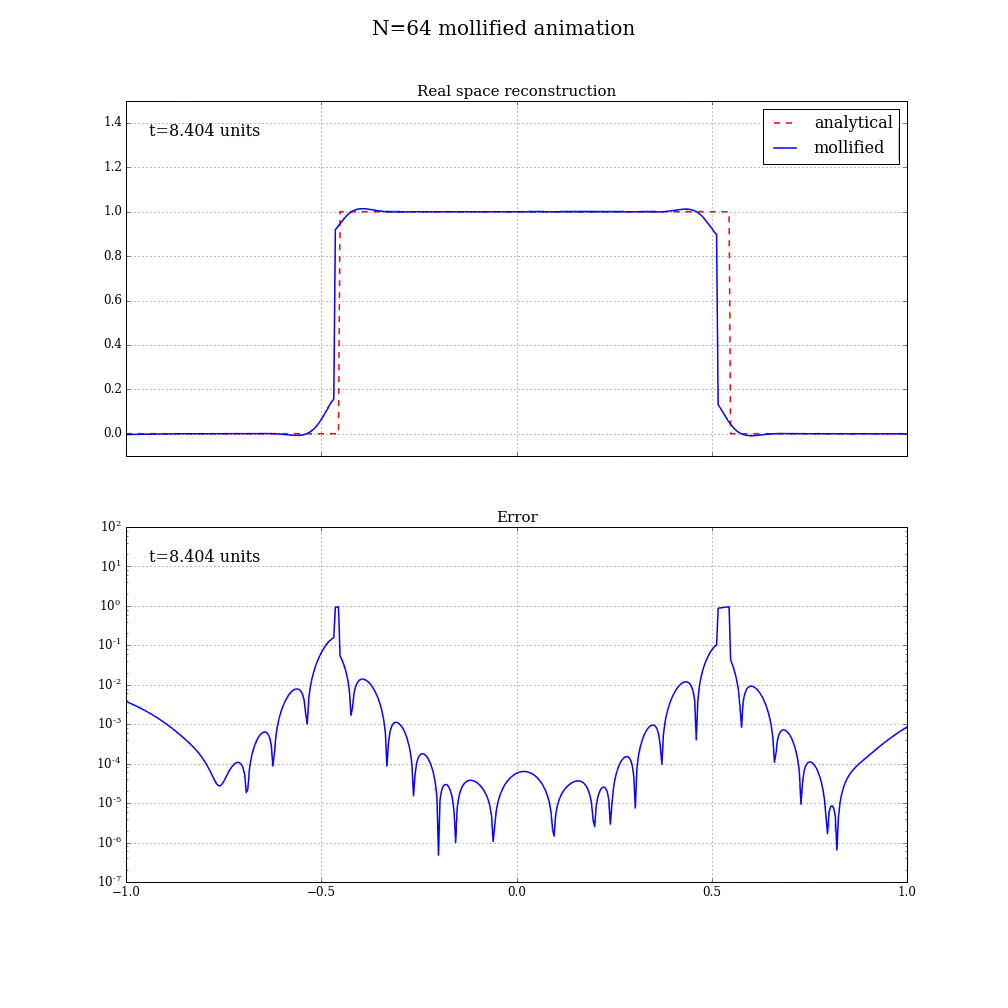 N=64 mollified animation
Real space reconstruction
t=8.404 units
analytical
mollified
1.4
1.2
1.0
0.8
0.6
0.4
0.2
0.0
Error
t=8.404 units
10²
10¹
10⁰
10⁻¹
10⁻²
10⁻³
10⁻⁴
10⁻⁵
10⁻⁶
10⁻⁷
−1.0 −0.5 0.0 0.5 1.0